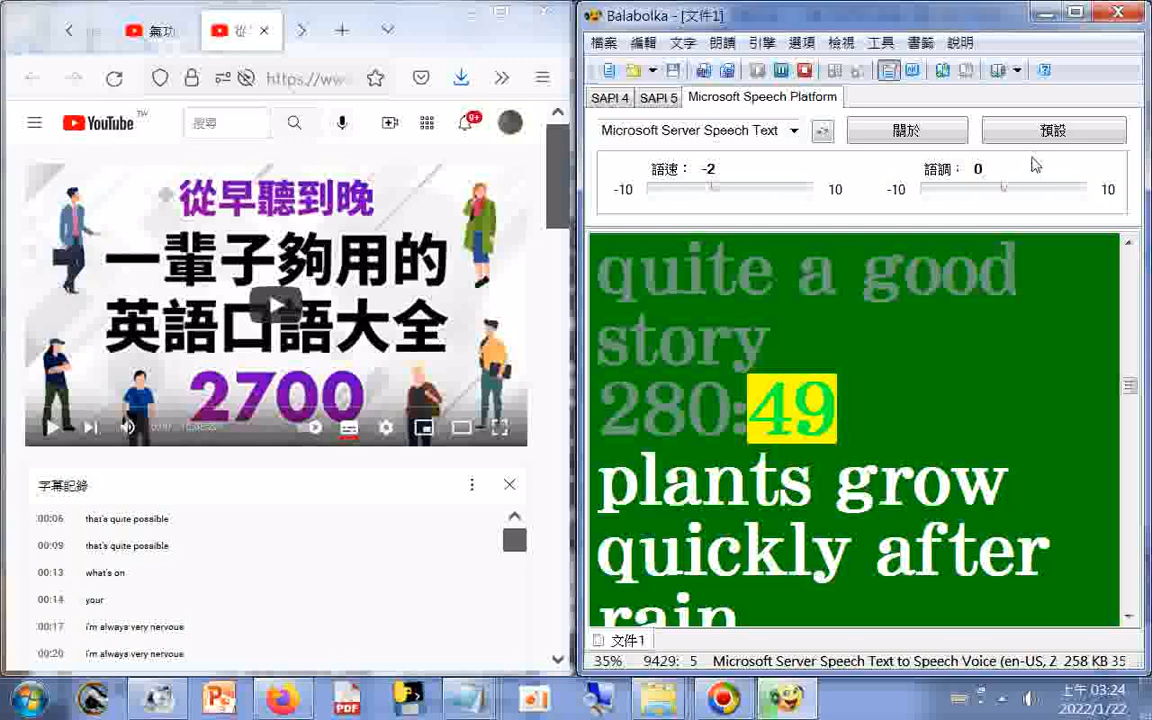 氣功
https://www
YouTube TW
搜尋
9+
從早聽到晚
一輩子夠用的
英語口語大全
2700
字幕記錄
00:06 that's quite possible
00:09 that's quite possible
00:13 what's on
00:14 your
00:17 i'm always very nervous
00:20 i'm always very nervous
Balabolka - [文件1]
檔案 編輯 文字 朗讀 引擎 選項 檢視 工具 書籤 說明
SAPI 4 SAPI 5 Microsoft Speech Platform
Microsoft Server Speech Text 關於 預設
語速： -2 語調： 0
-10 10 -10 10
quite a good
story
280:49
plants grow
quickly after
rain
文件1
35% 9429: 5 Microsoft Server Speech Text to Speech Voice (en-US, Z 258 KB 35
PDF
上午 03:24
2022/1/22